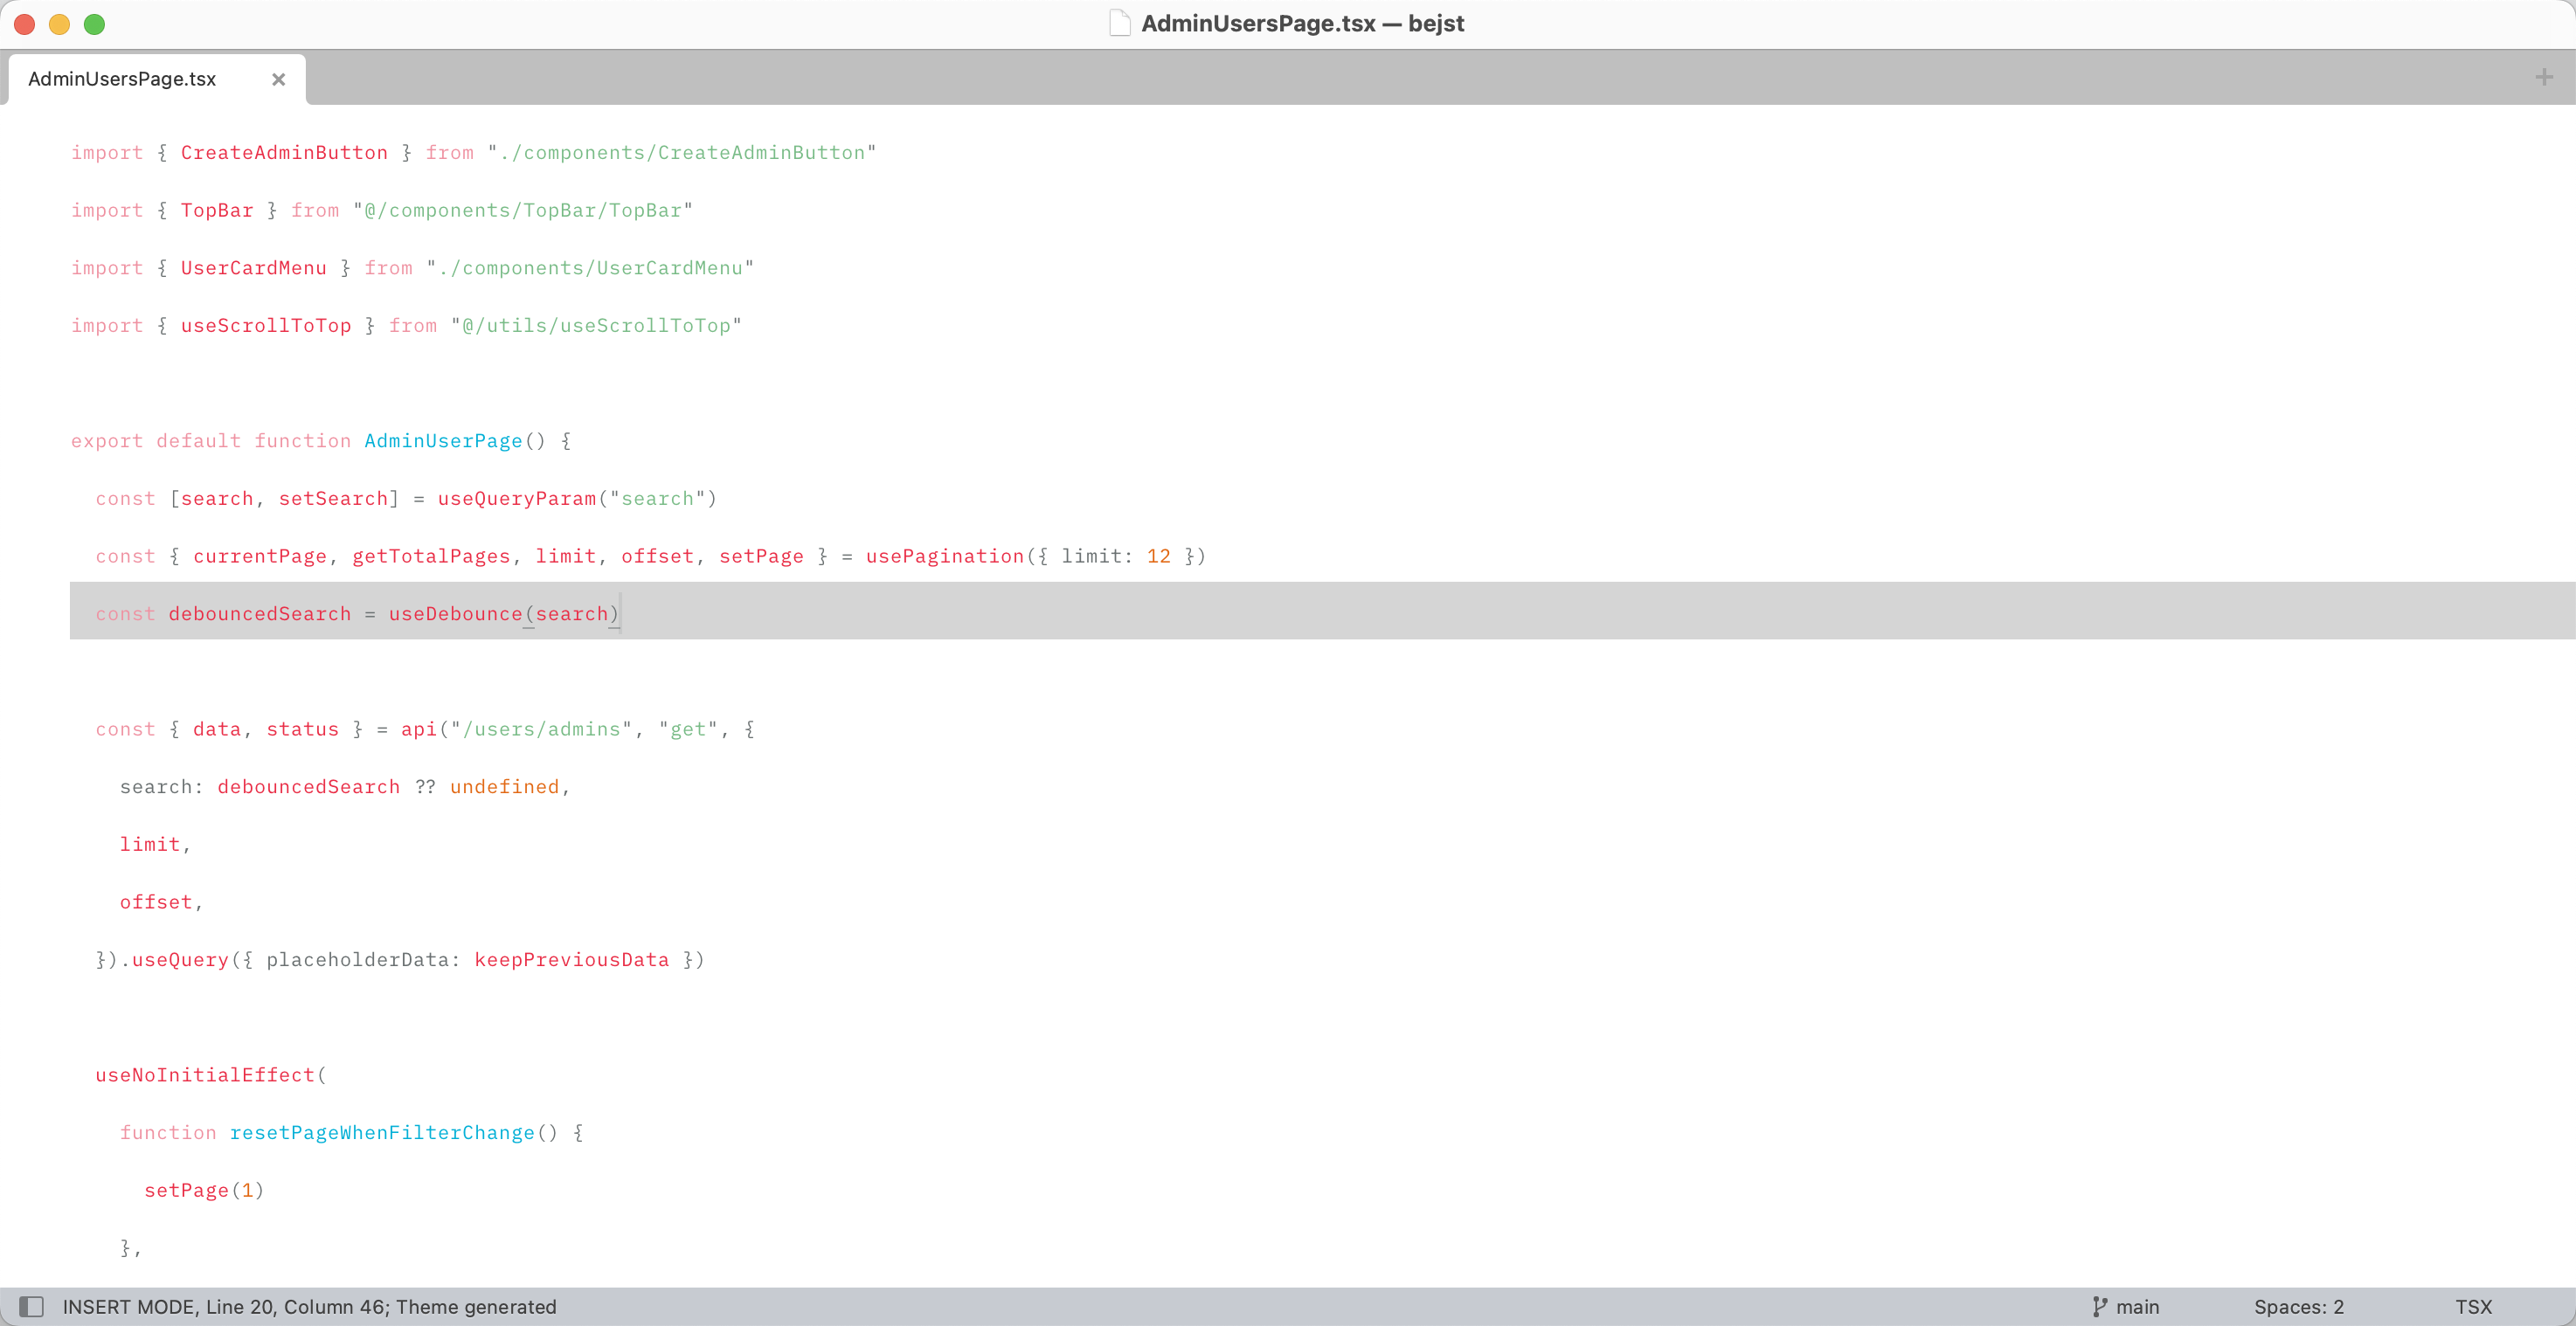 AdminUsersPage.tsx — bejst
AdminUsersPage.tsx
import { CreateAdminButton } from "./components/CreateAdminButton"
import { TopBar } from "@/components/TopBar/TopBar"
import { UserCardMenu } from "./components/UserCardMenu"
import { useScrollToTop } from "@/utils/useScrollToTop"
export default function AdminUserPage() {
  const [search, setSearch] = useQueryParam("search")
  const { currentPage, getTotalPages, limit, offset, setPage } = usePagination({ limit: 12 })
  const debouncedSearch = useDebounce(search)
  const { data, status } = api("/users/admins", "get", {
    search: debouncedSearch ?? undefined,
    limit,
    offset,
  }).useQuery({ placeholderData: keepPreviousData })
  useNoInitialEffect(
    function resetPageWhenFilterChange() {
      setPage(1)
    },
INSERT MODE, Line 20, Column 46; Theme generated main Spaces: 2 TSX